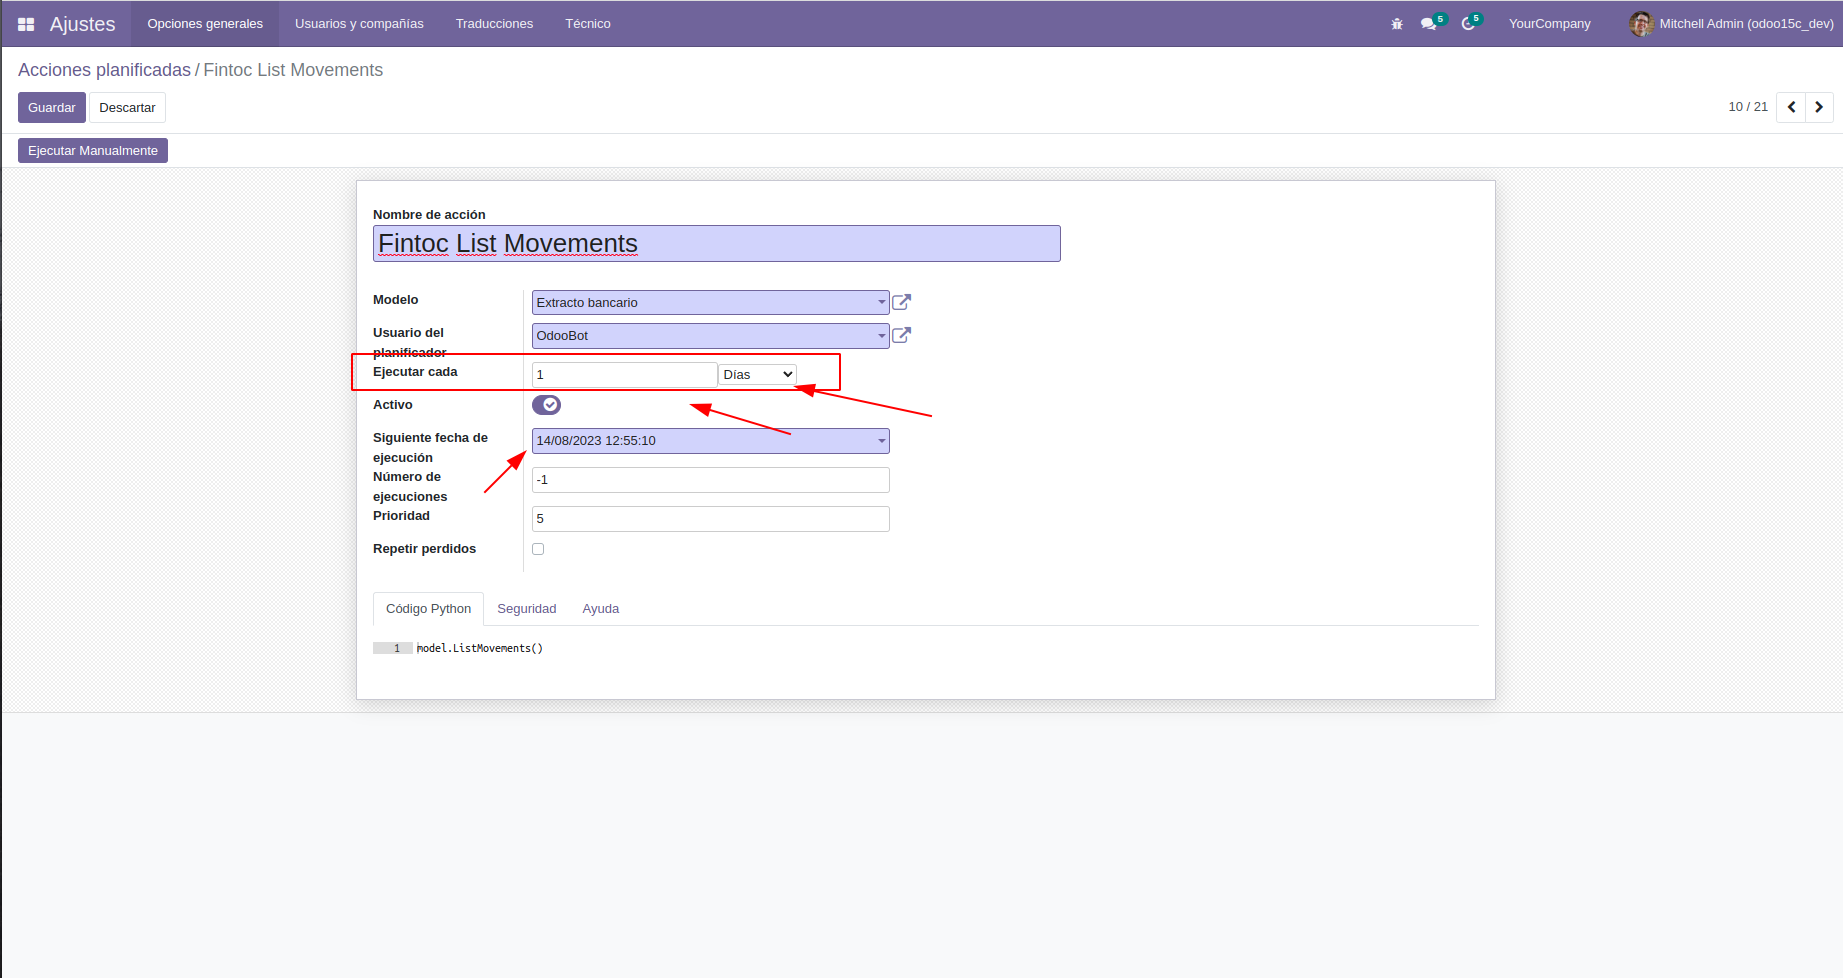 Ajustes Opciones generales Usuarios y compañías Traducciones Técnico 5 5 YourCompany Mitchell Admin (odoo15c_dev)
Acciones planificadas / Fintoc List Movements
Guardar Descartar 10 / 21
Ejecutar Manualmente
Nombre de acción
Fintoc List Movements
Modelo Extracto bancario
Usuario del planificador OdooBot
Ejecutar cada 1 Días
Activo
Siguiente fecha de ejecución 14/08/2023 12:55:10
Número de ejecuciones -1
Prioridad 5
Repetir perdidos
Código Python Seguridad Ayuda
1 model.ListMovements()